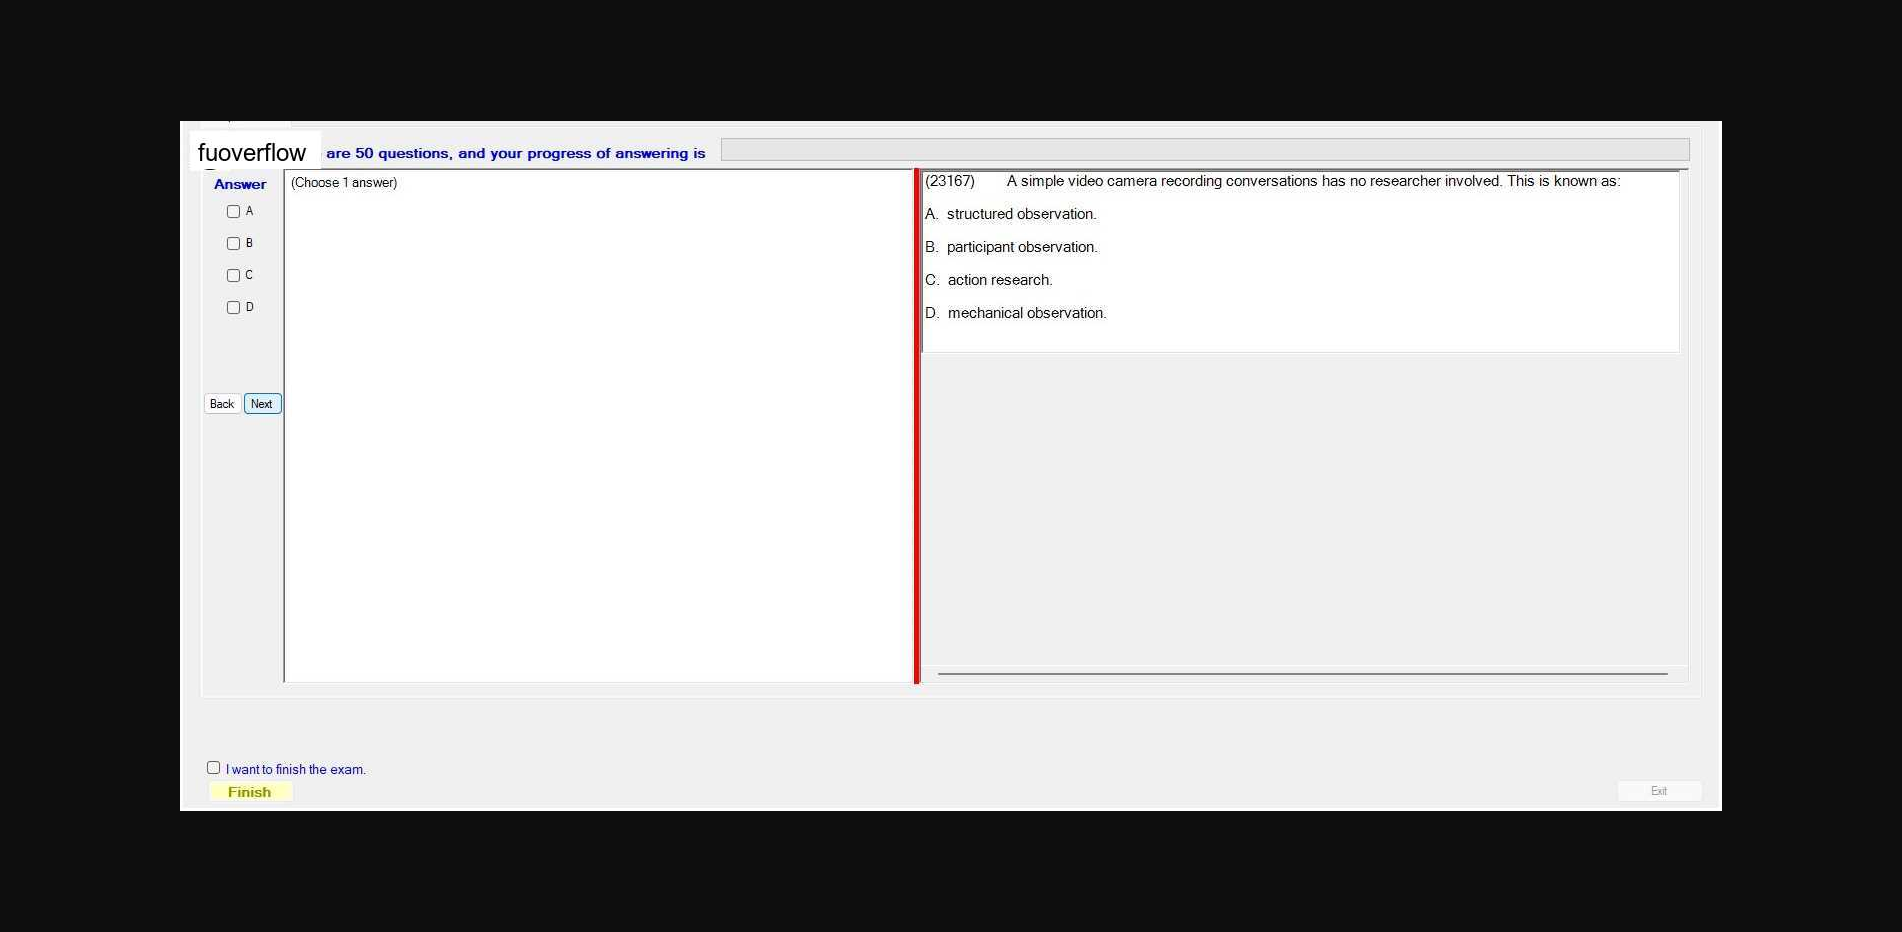 fuoverflow are 50 questions, and your progress of answering is
Answer
(Choose 1 answer)
A
B
C
D
Back Next
(23167) A simple video camera recording conversations has no researcher involved. This is known as:
A. structured observation.
B. participant observation.
C. action research.
D. mechanical observation.
I want to finish the exam.
Finish
Exit